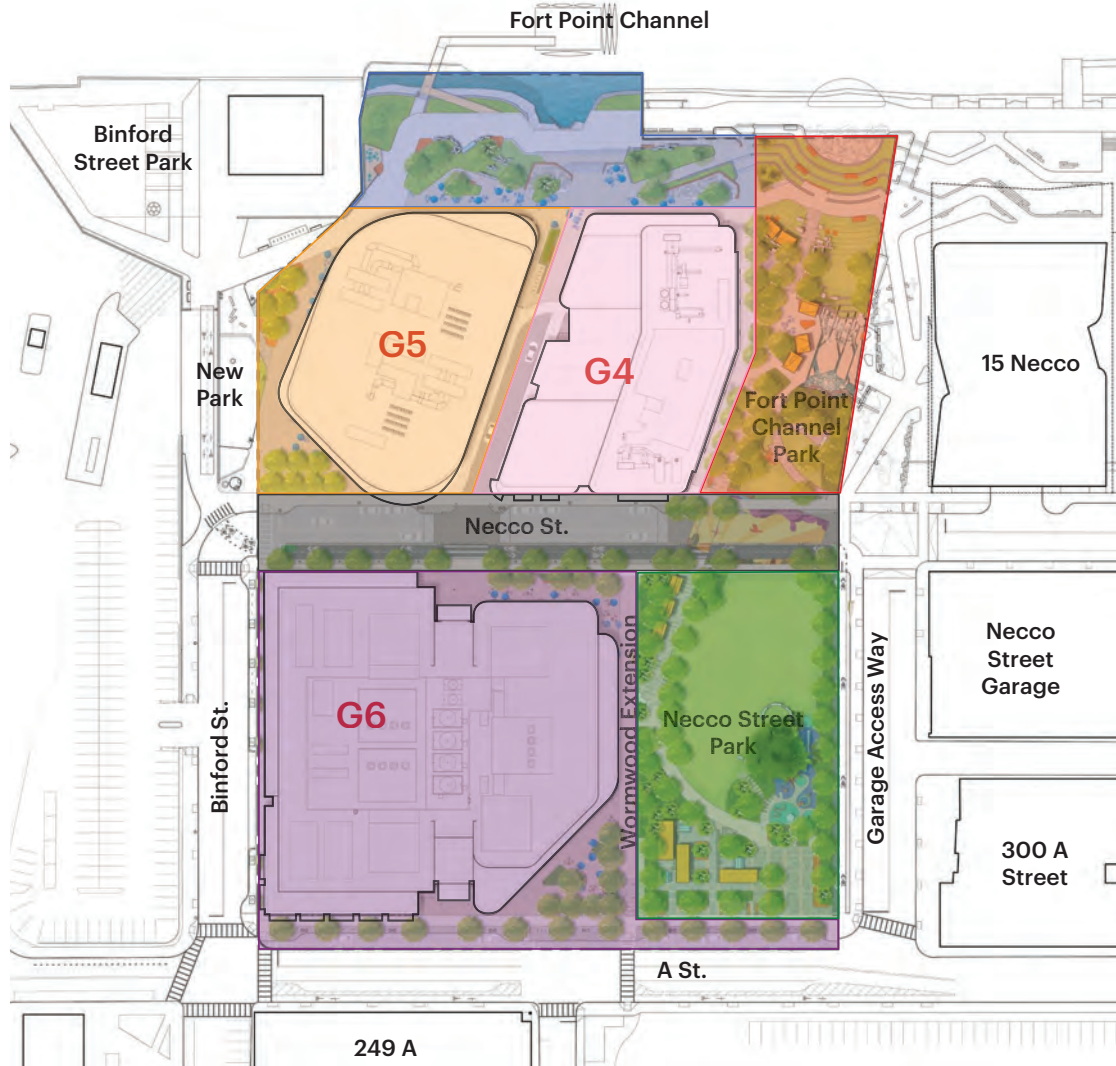 Fort Point Channel
Binford
Street Park
G5
G4
New
Park
15 Necco
Fort Point
Channel
Park
Necco St.
G6
Binford St.
Wormwood Extension
Necco Street
Park
Garage Access Way
Necco
Street
Garage
300 A
Street
A St.
249 A